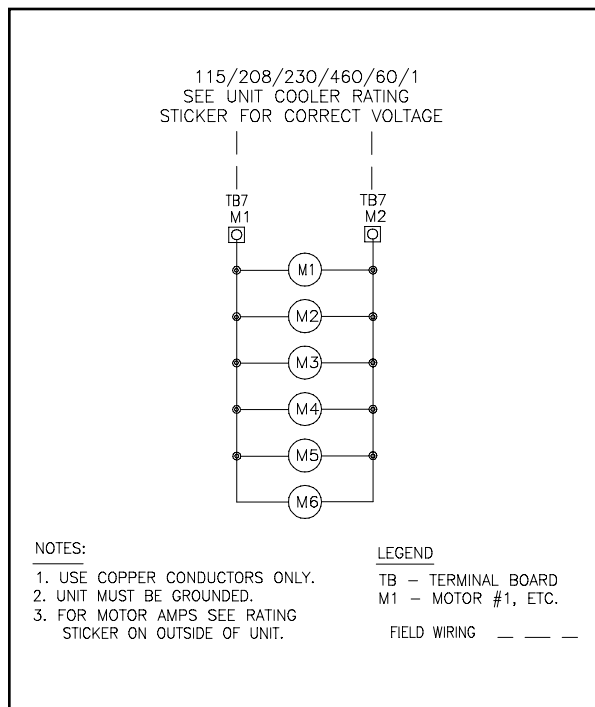 115/208/230/460/60/1
SEE UNIT COOLER RATING
STICKER FOR CORRECT VOLTAGE
TB7 TB7
M1 M2
M1
M2
M3
M4
M5
M6
NOTES:
1. USE COPPER CONDUCTORS ONLY.
2. UNIT MUST BE GROUNDED.
3. FOR MOTOR AMPS SEE RATING
STICKER ON OUTSIDE OF UNIT.
LEGEND
TB – TERMINAL BOARD
M1 – MOTOR #1, ETC.
FIELD WIRING